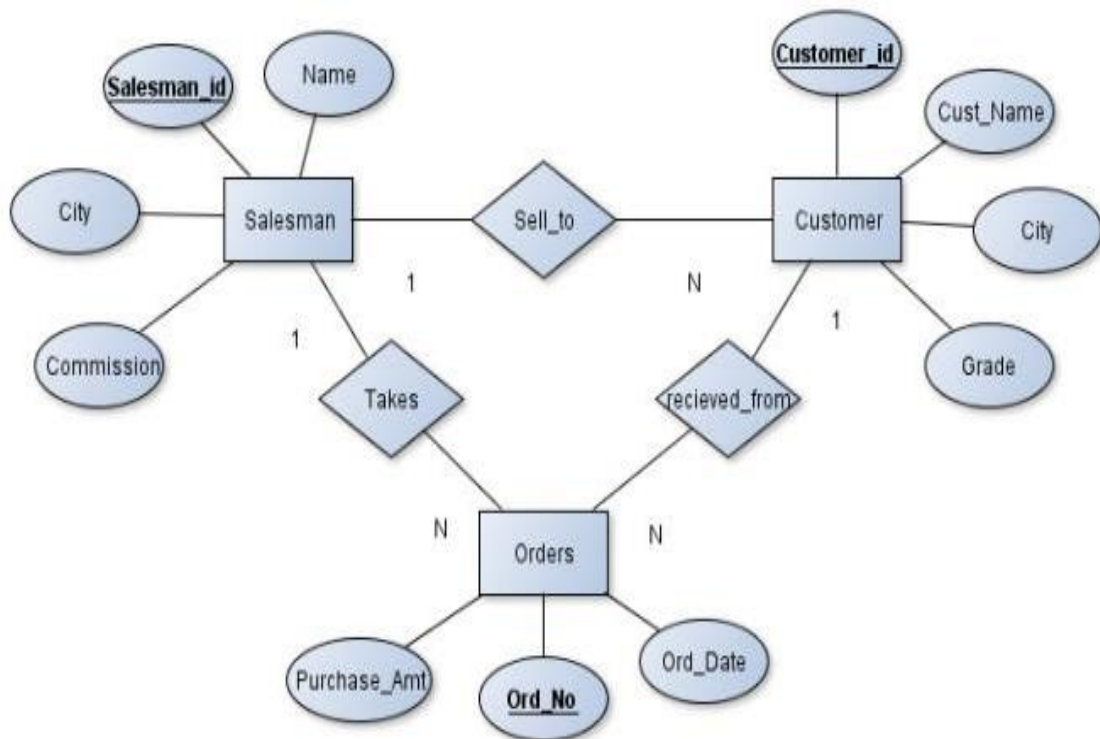 Customer_id
Name
Salesman_id
Cust_Name
City
Salesman
Sell_to
Customer
City
1
N
1
1
Commission
Grade
Takes
recieved_from
N
N
Orders
Ord_Date
Purchase_Amt
Ord_No